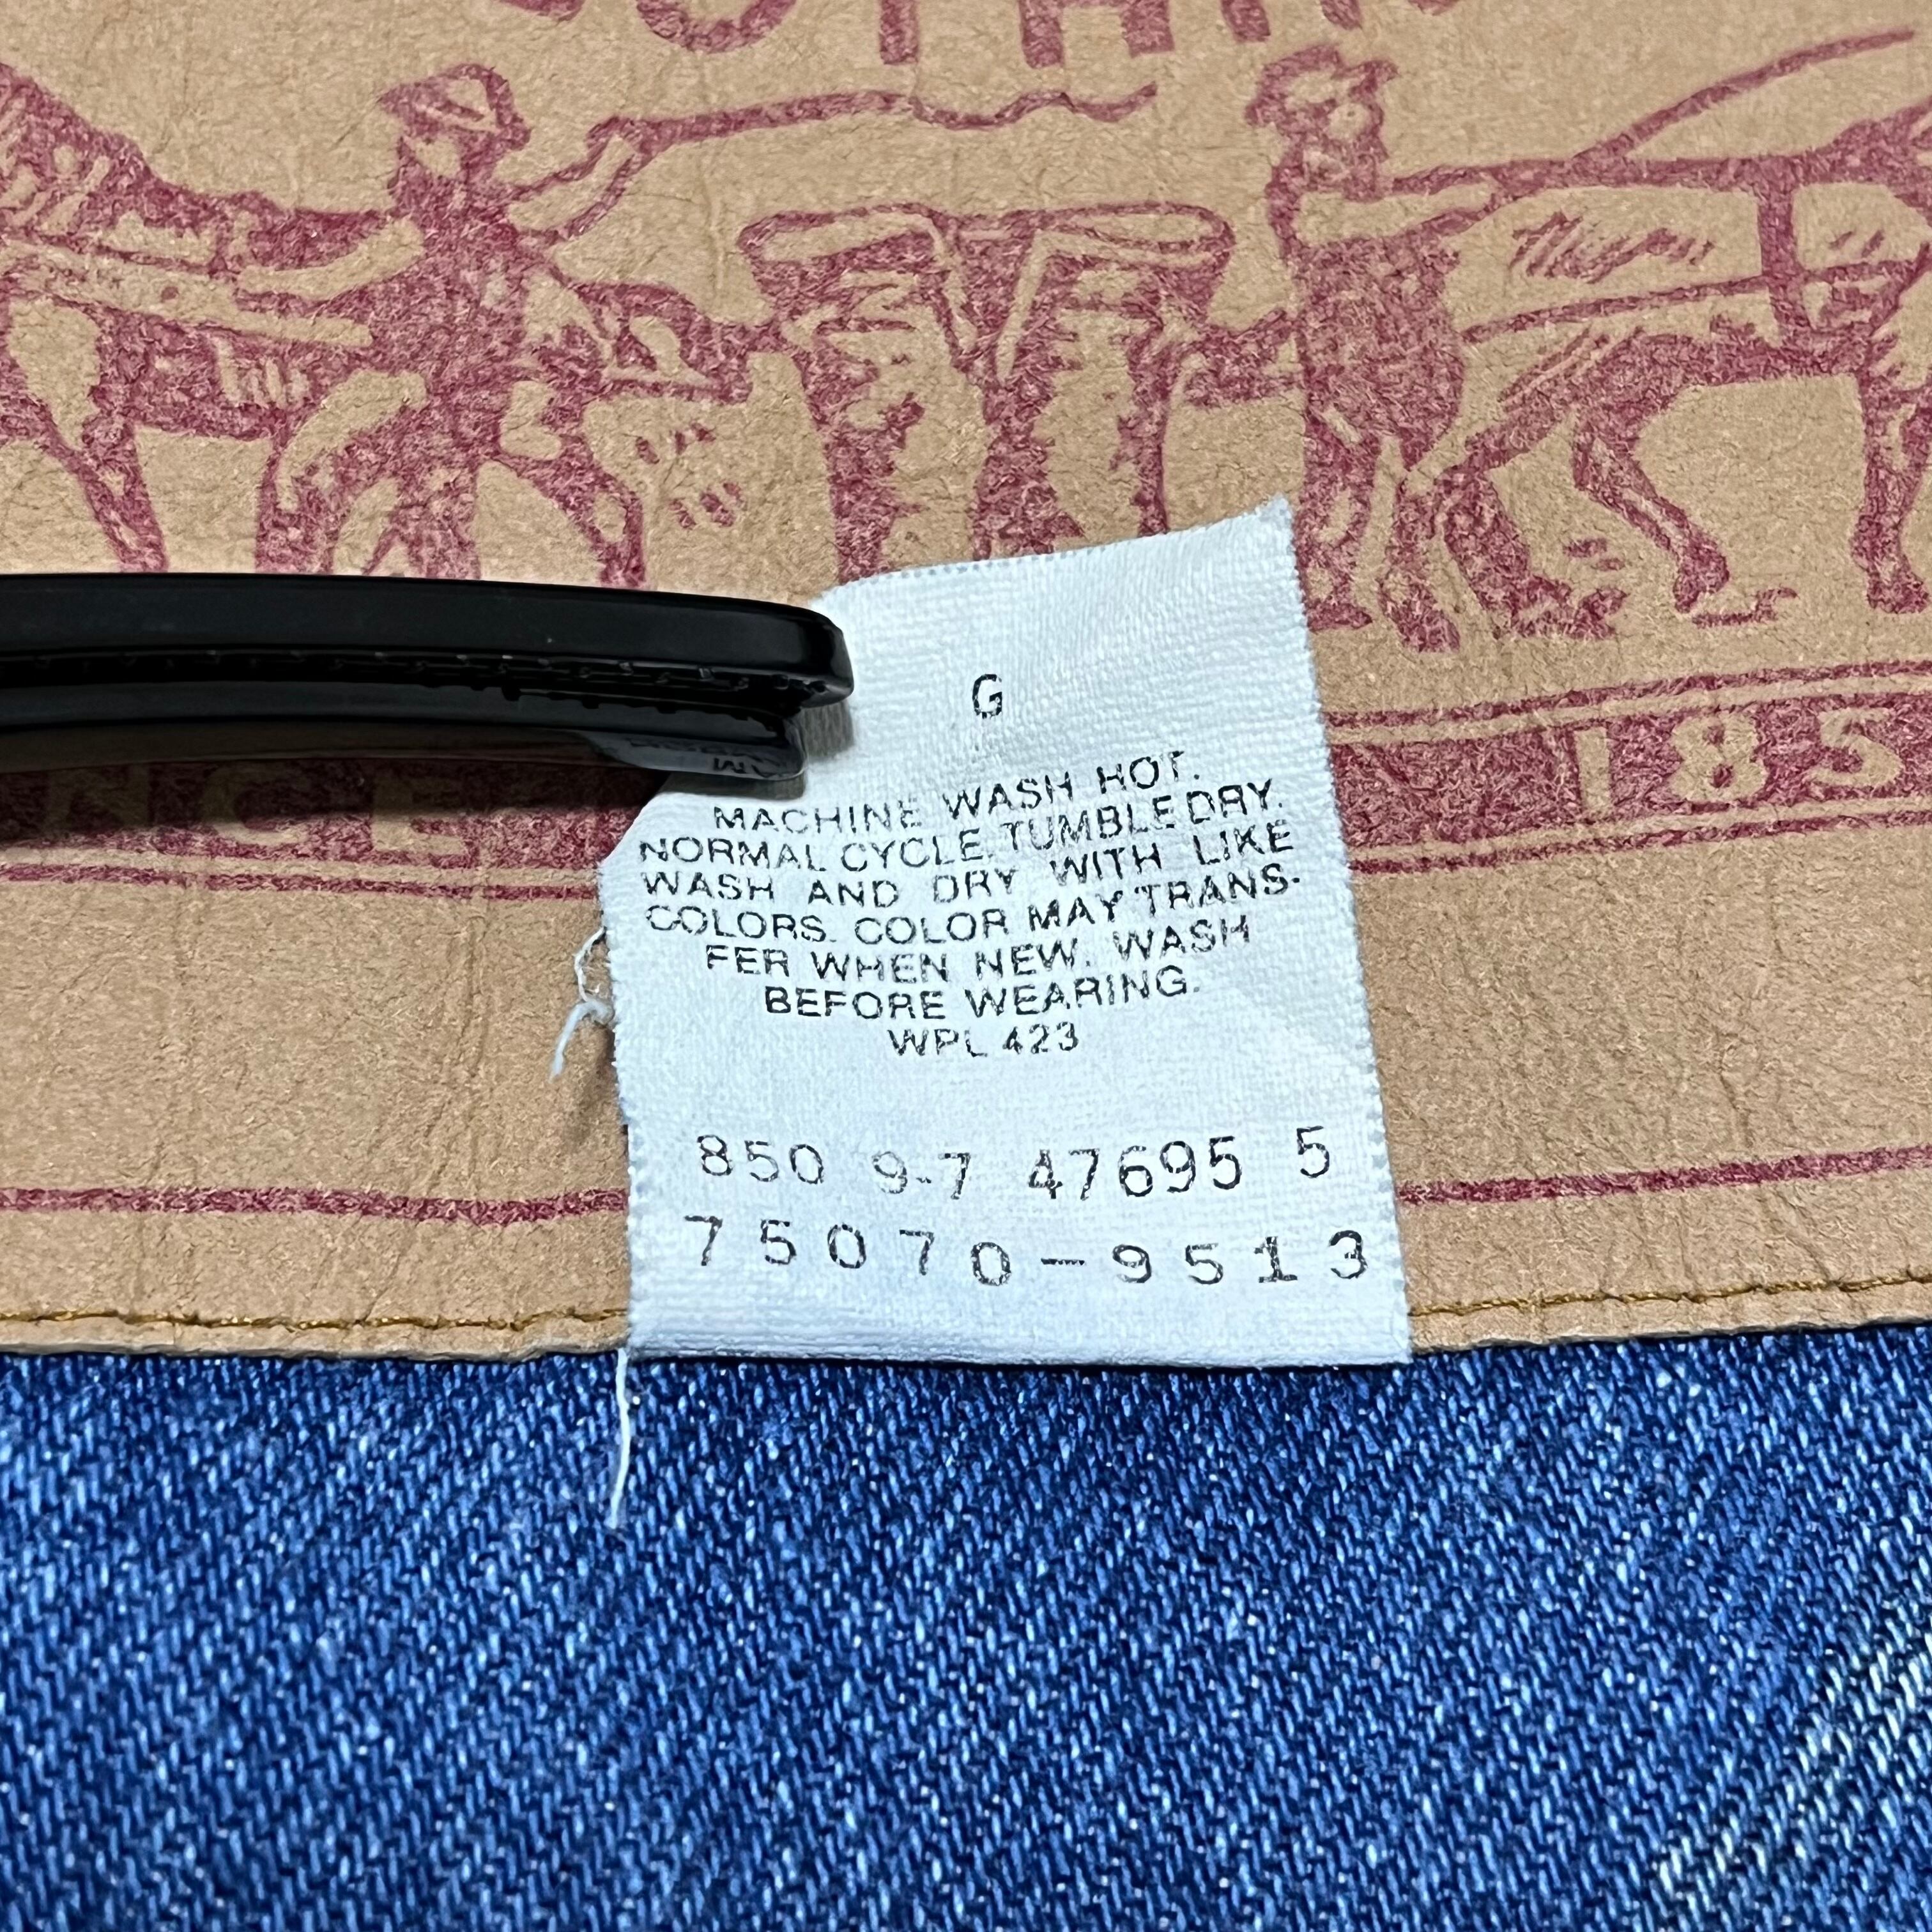 G
MACHINE WASH HOT.
NORMAL CYCLE. TUMBLE DRY.
WASH AND DRY WITH LIKE
COLORS. COLOR MAY TRANS-
FER WHEN NEW. WASH
BEFORE WEARING.
WPL 423
850 9-7 47695 5
75070-9513